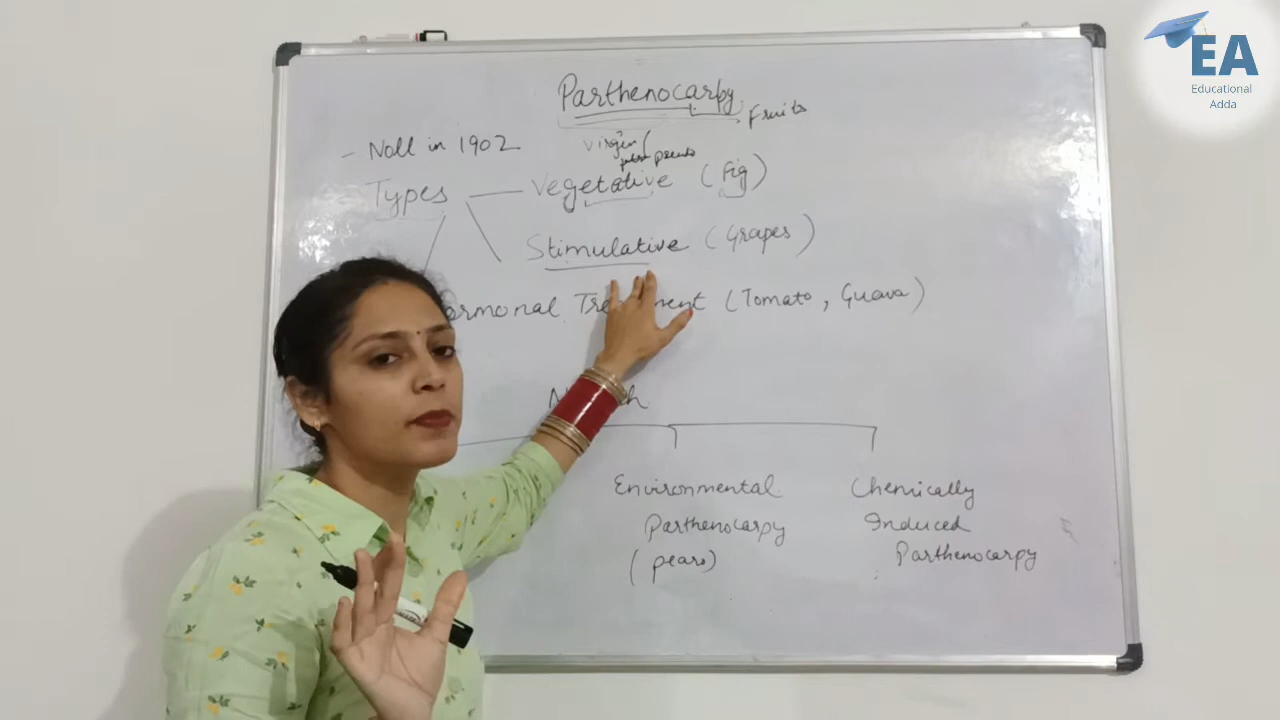 Parthenocarpy
Fruits
- Noll in 1902
virgin
pseudo
Types
Vegetative (Fig)
Stimulative (Grapes)
Tomato, Guava)
Environmental
Parthenocarpy
(pears)
Chemically
Induced
Parthenocarpy
EA
Educational
Adda